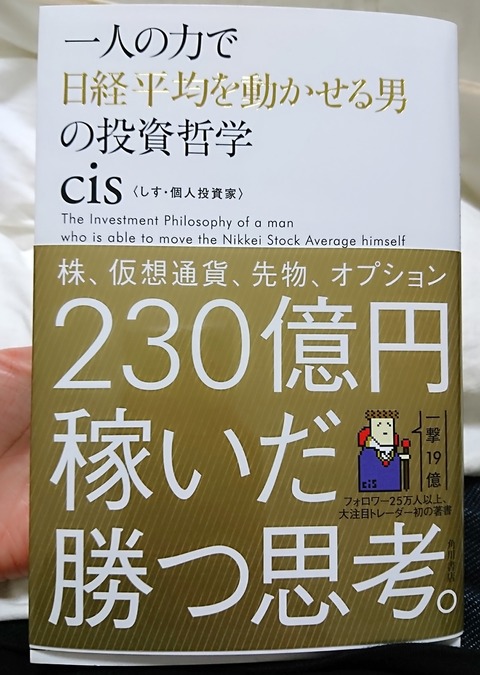 一人の力で
日経平均を動かせる男
の投資哲学
cis〈しす・個人投資家〉
The Investment Philosophy of a man
who is able to move the Nikkei Stock Average himself
株、仮想通貨、先物、オプション
230億円
稼いだ
一撃19億
cis
フォロワー25万人以上、
大注目トレーダー初の著書
勝つ思考。
角川書店